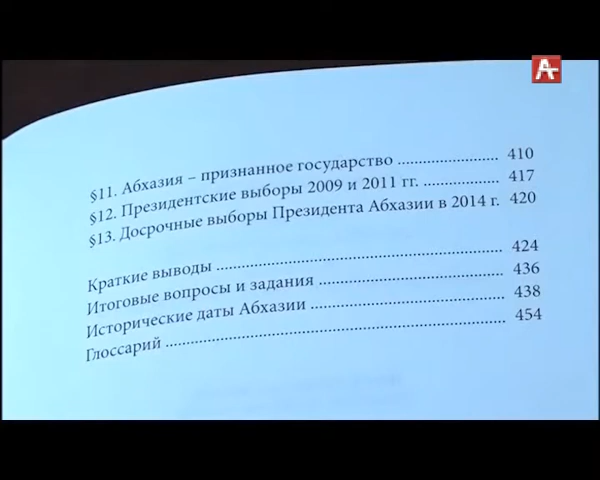 §11. Абхазия – признанное государство ........................ 410
§12. Президентские выборы 2009 и 2011 гг. .................. 417
§13. Досрочные выборы Президента Абхазии в 2014 г. 420
Краткие выводы ............................................................ 424
Итоговые вопросы и задания ....................................... 436
Исторические даты Абхазии ........................................ 438
Глоссарий ...................................................................... 454